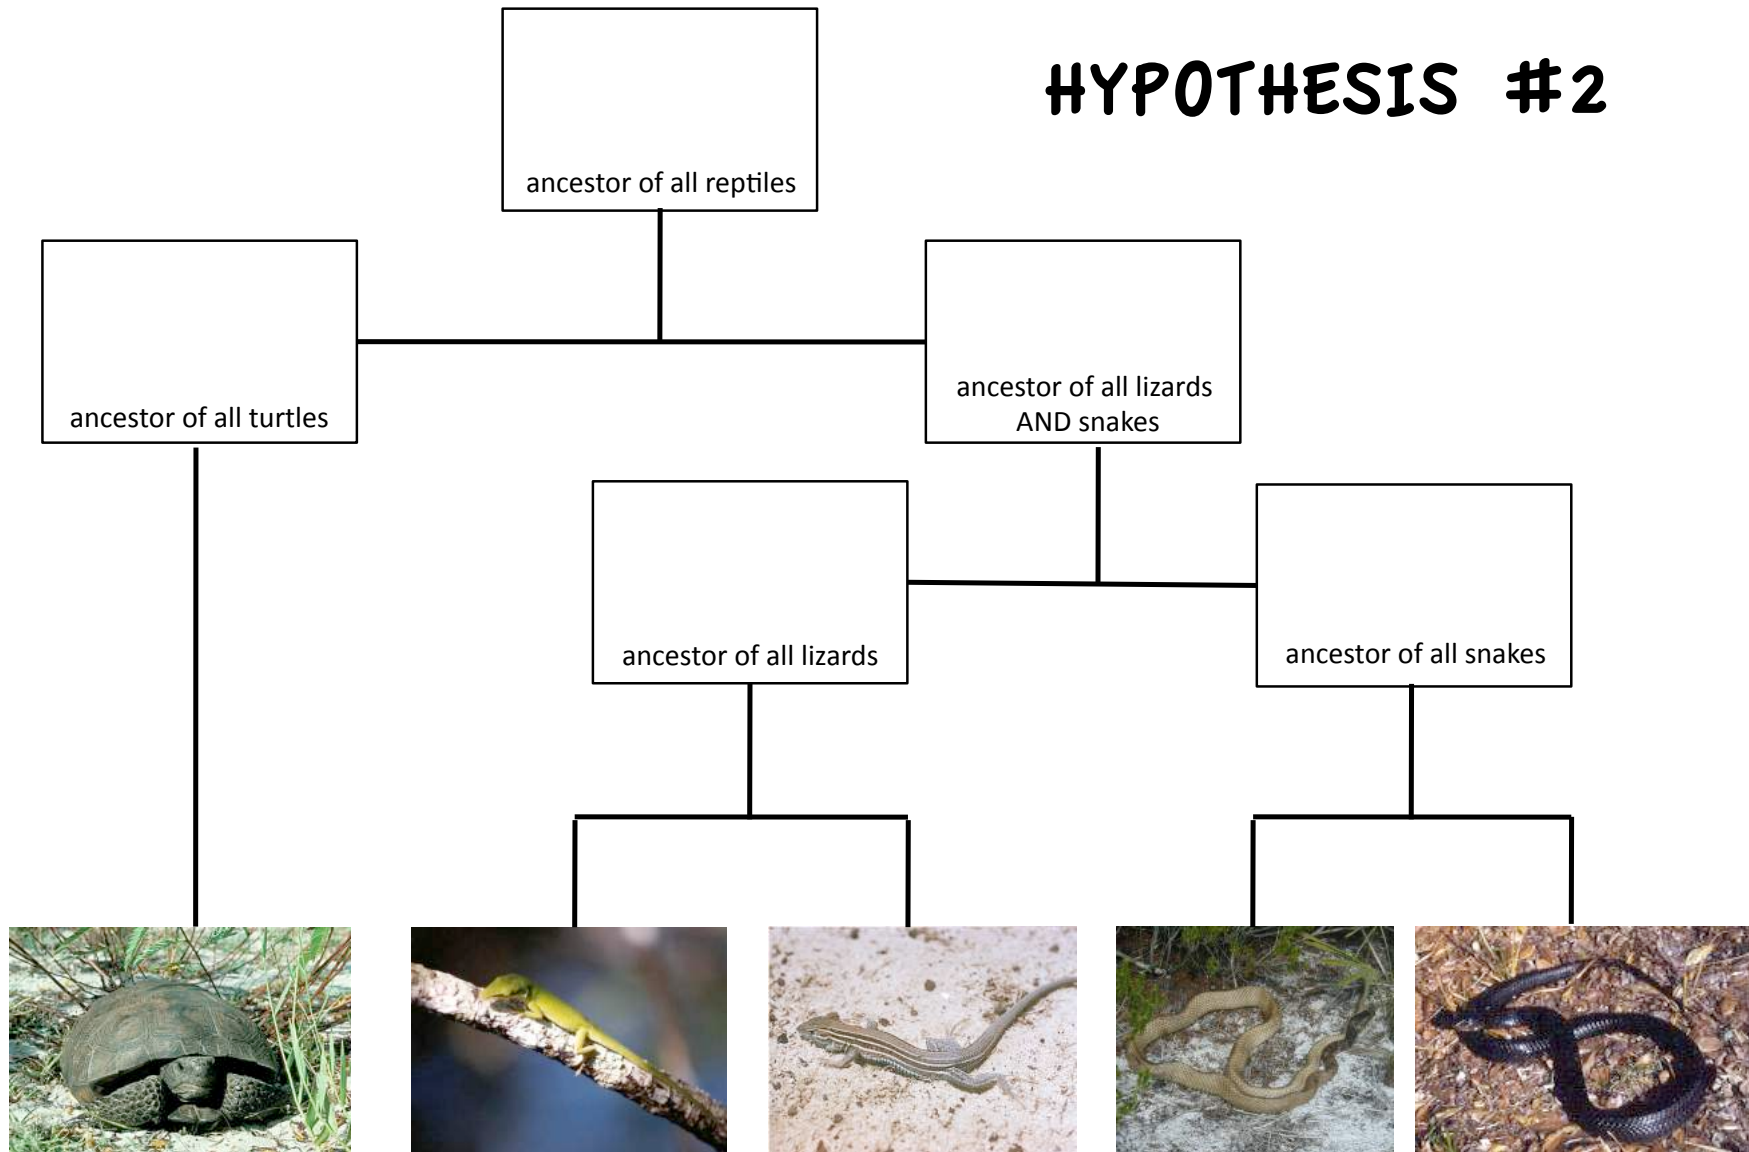 HYPOTHESIS #2
ancestor of all reptiles
ancestor of all turtles
ancestor of all lizards
AND snakes
ancestor of all lizards
ancestor of all snakes